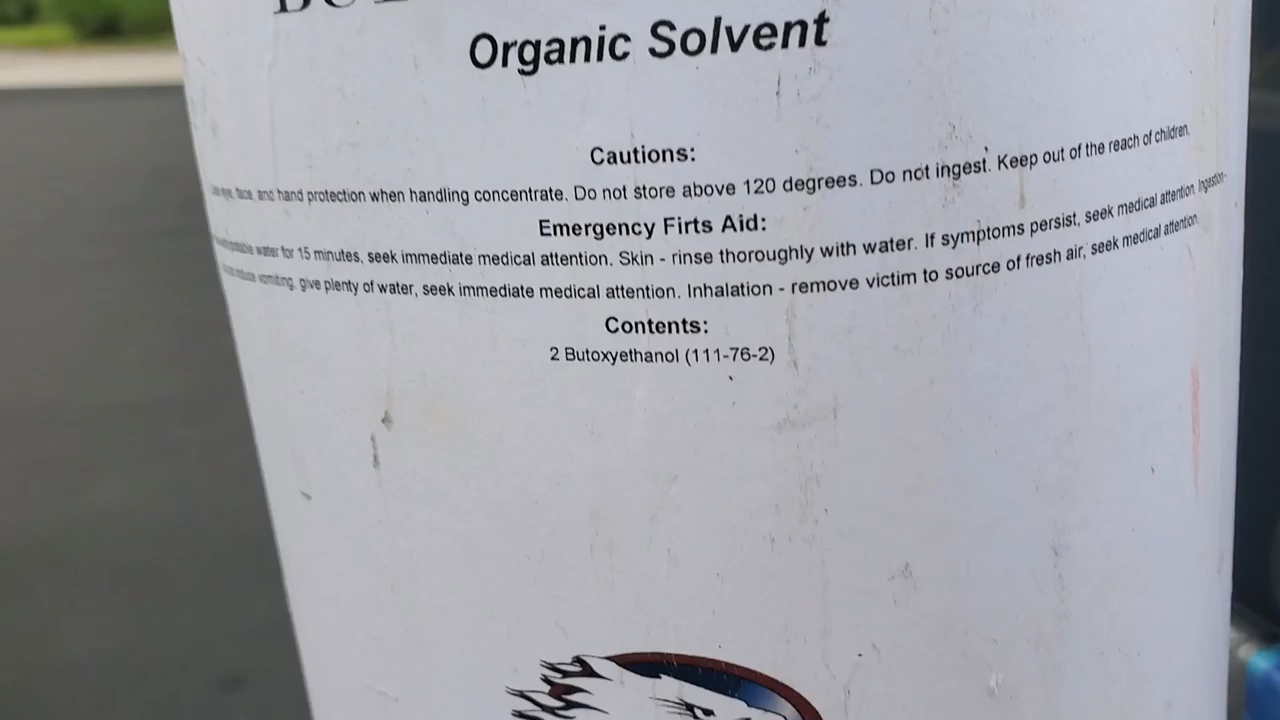 Organic Solvent
Cautions:
face, and hand protection when handling concentrate. Do not store above 120 degrees. Do not ingest. Keep out of the reach of children.
Emergency Firts Aid:
water for 15 minutes, seek immediate medical attention. Skin - rinse thoroughly with water. If symptoms persist, seek medical attention. Ingestion-
vomiting, give plenty of water, seek immediate medical attention. Inhalation - remove victim to source of fresh air, seek medical attention.
Contents:
2 Butoxyethanol (111-76-2)